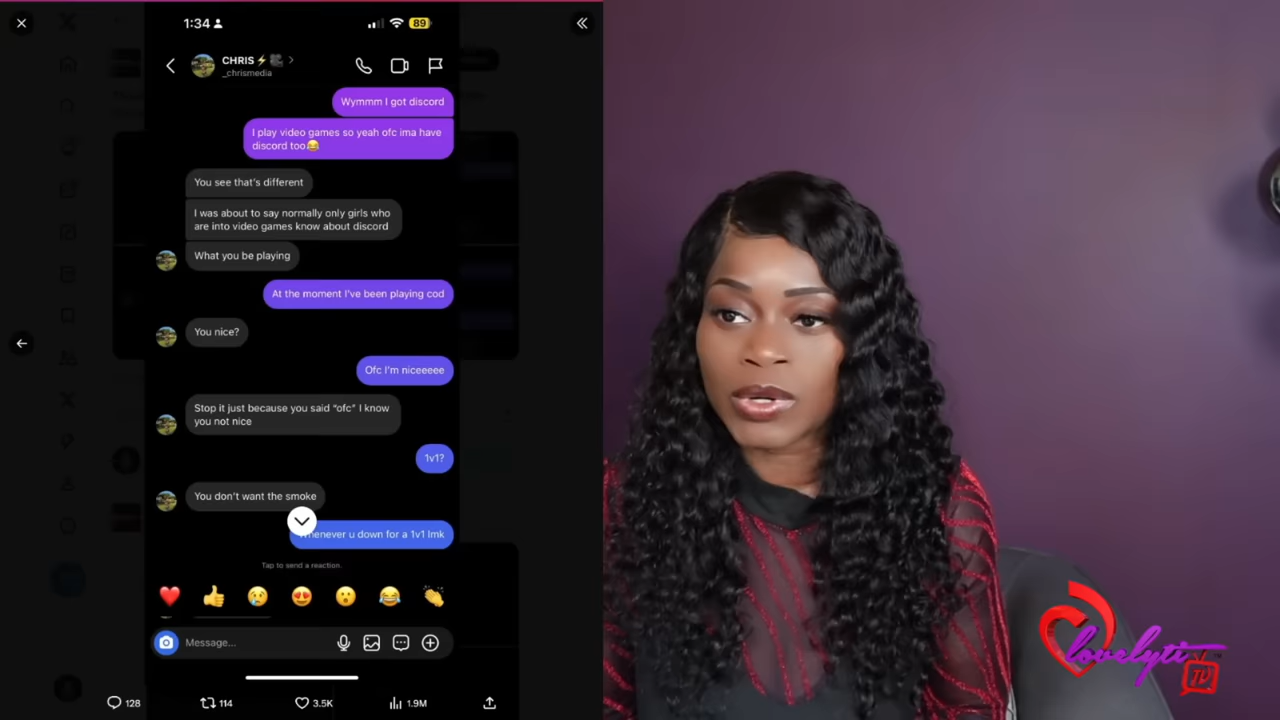 1:34
89
CHRIS⚡
_chrismedia
Wymmm I got discord
I play video games so yeah ofc ima have
discord too😂
You see that's different
I was about to say normally only girls who
are into video games know about discord
What you be playing
At the moment I've been playing cod
You nice?
Ofc I'm niceeeee
Stop it just because you said "ofc" I know
you not nice
1v1?
You don't want the smoke
u down for a 1v1 lmk
Tap to send a reaction.
Message...
128
114
3.5K
1.9M
lovelyti
TV